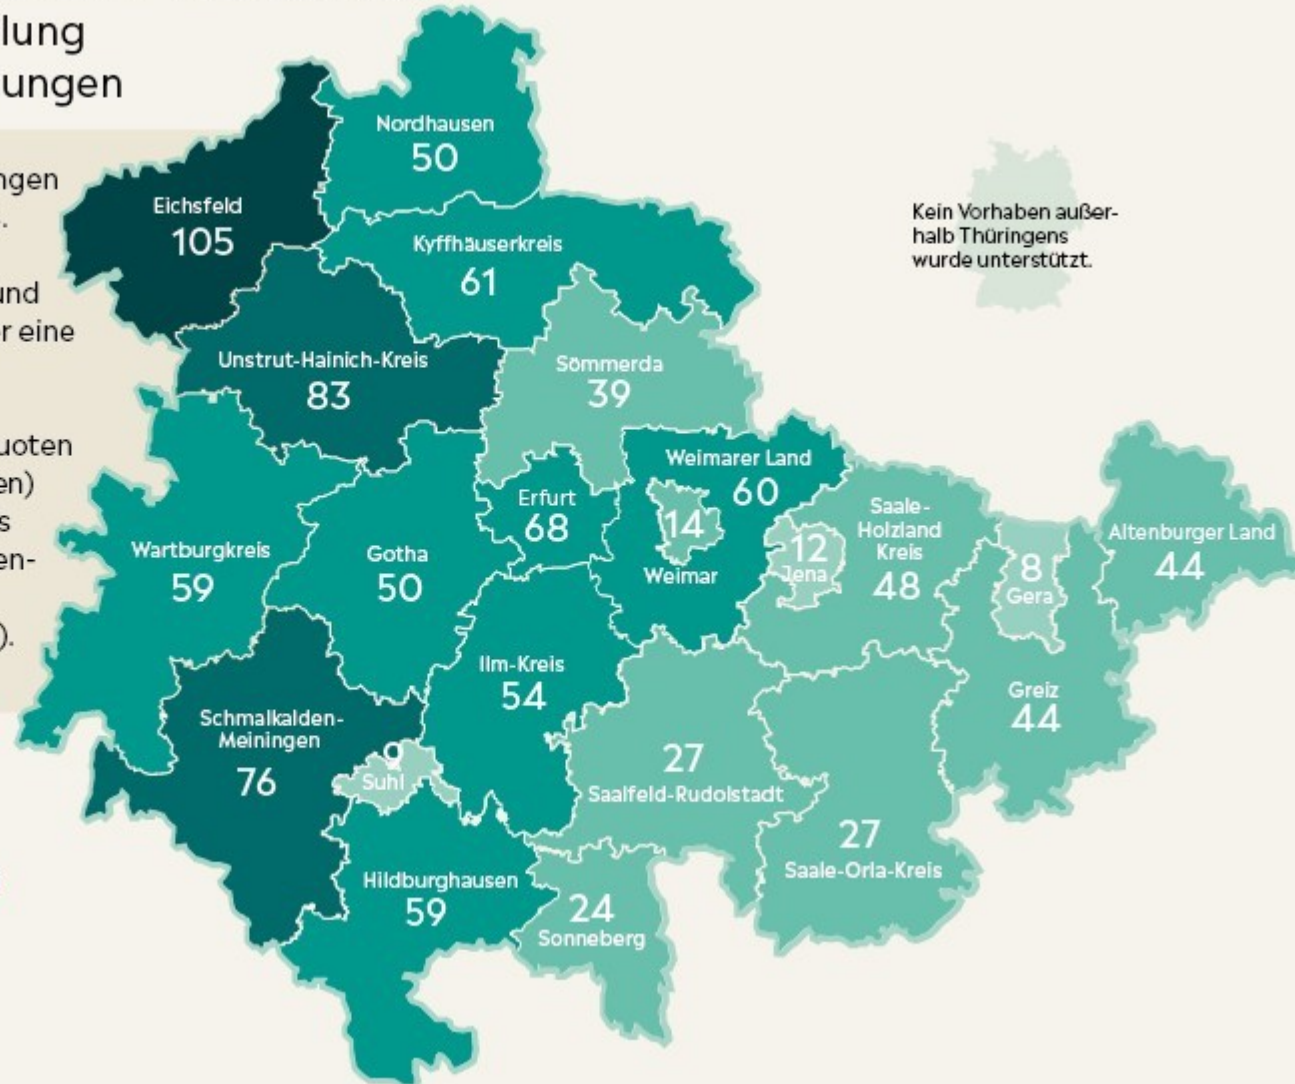 lung
ungen
ngen
.
und
r eine
uoten
en)
s
en-
).
Nordhausen
50
Eichsfeld
105
Kyffhäuserkreis
61
Kein Vorhaben außer-
halb Thüringens
wurde unterstützt.
Unstrut-Hainich-Kreis
83
Sömmerda
39
Weimarer Land
60
Erfurt
68
14
Weimar
Saale-
Holzland
Kreis
48
12
Jena
8
Gera
Altenburger Land
44
Wartburgkreis
59
Gotha
50
Ilm-Kreis
54
Greiz
44
Schmalkalden-
Meiningen
76
9
Suhl
27
Saalfeld-Rudolstadt
27
Saale-Orla-Kreis
Hildburghausen
59
24
Sonneberg